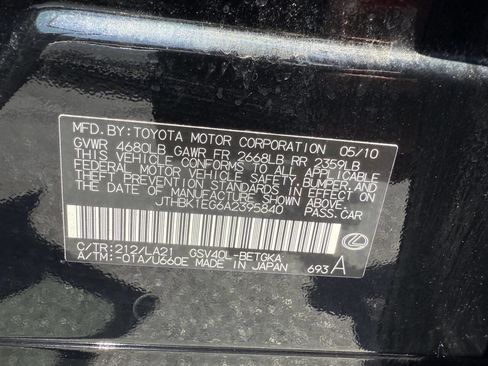 MFD. BY: TOYOTA MOTOR CORPORATION 05/10
GVWR 4680LB GAWR FR 2668LB RR 2359LB
THIS VEHICLE CONFORMS TO ALL APPLICABLE
FEDERAL MOTOR VEHICLE SAFETY, BUMPER, AND
THEFT PREVENTION STANDARDS IN EFFECT ON
THE DATE OF MANUFACTURE SHOWN ABOVE.
JTHBK1EG6A2395840 PASS. CAR
C/TR: 212/LA21 GSV40L-BETGKA
A/TM: -01A/U660E MADE IN JAPAN 693 A